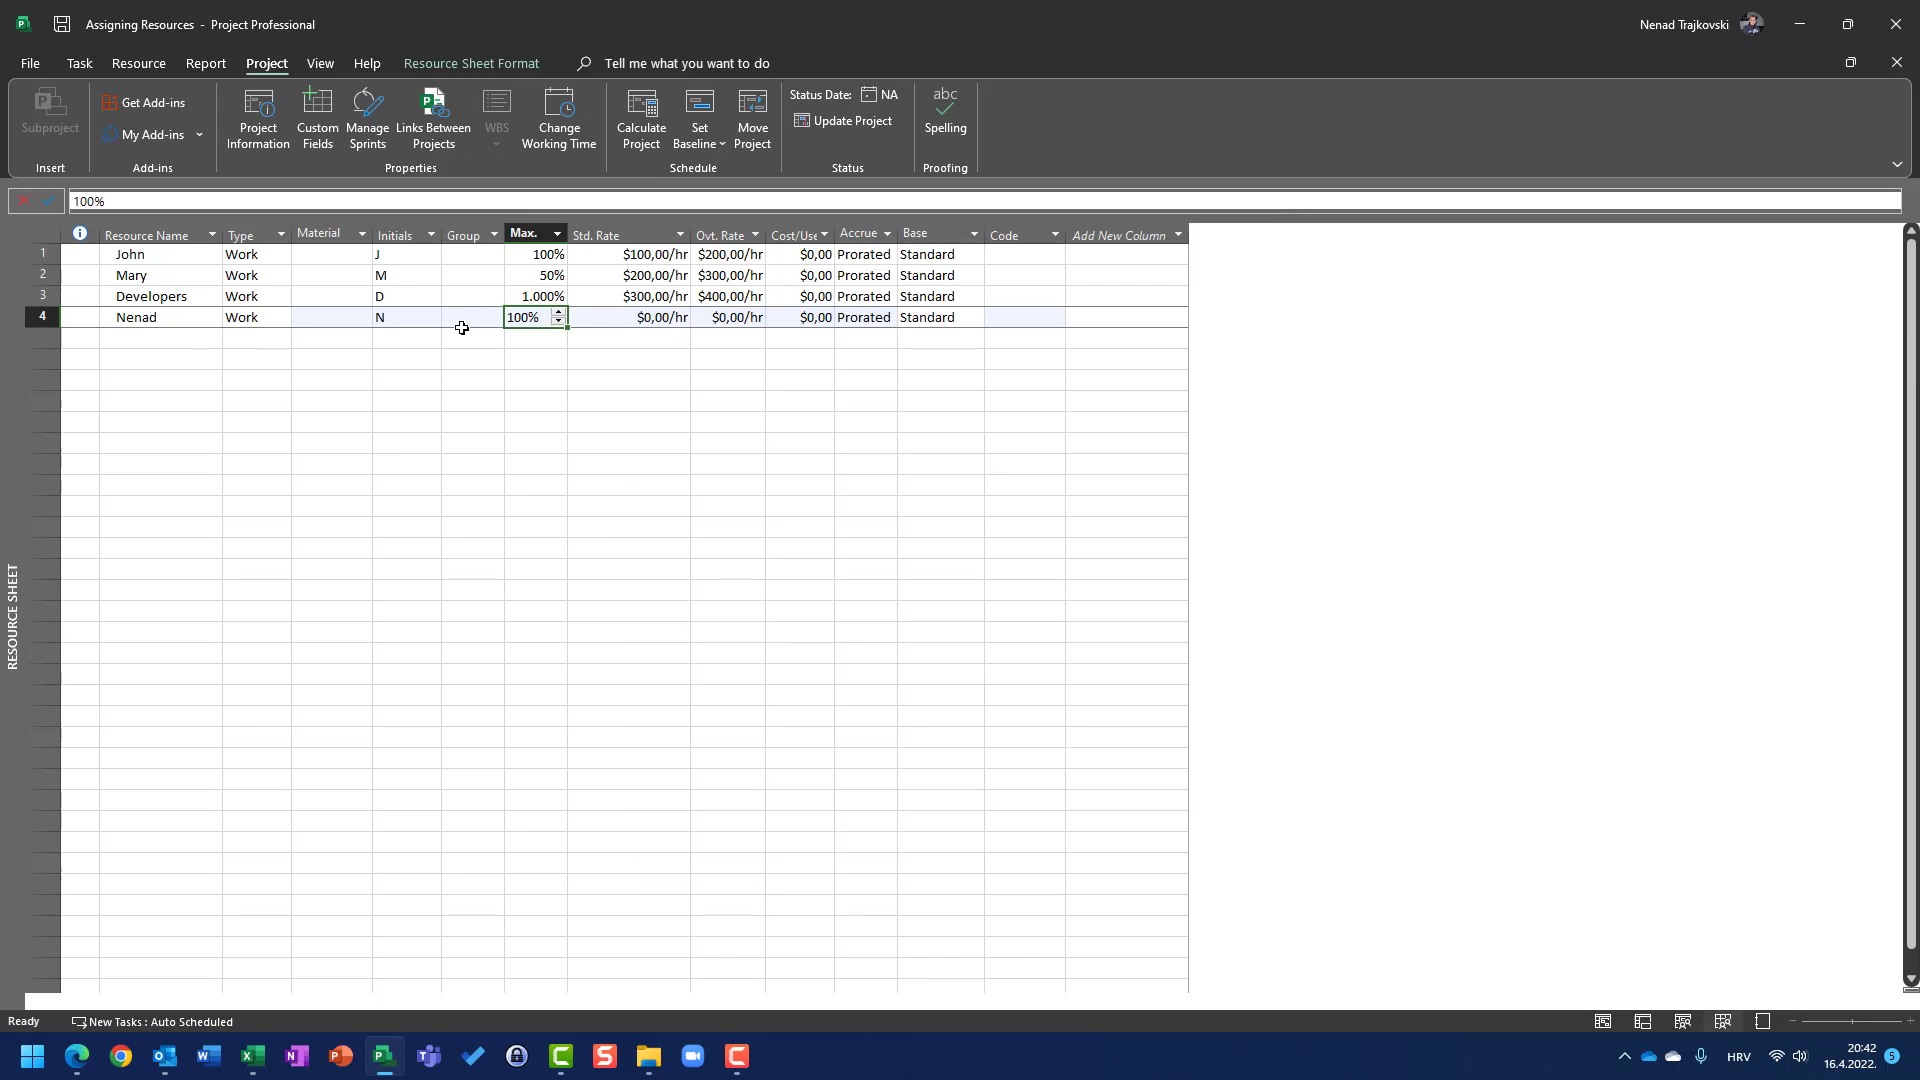 Assigning Resources - Project Professional
Nenad Trajkovski
File Task Resource Report Project View Help Resource Sheet Format Tell me what you want to do
Subproject
Insert
Get Add-ins
My Add-ins
Add-ins
Project Information
Custom Fields
Manage Sprints
Links Between Projects
WBS
Change Working Time
Properties
Calculate Project
Set Baseline
Move Project
Schedule
Status Date: NA
Update Project
Status
abc
Spelling
Proofing
100%
Resource Name Type Material Initials Group Max. Std. Rate Ovt. Rate Cost/Use Accrue Base Code Add New Column
1 John Work J 100% $100,00/hr $200,00/hr $0,00 Prorated Standard
2 Mary Work M 50% $200,00/hr $300,00/hr $0,00 Prorated Standard
3 Developers Work D 1.000% $300,00/hr $400,00/hr $0,00 Prorated Standard
4 Nenad Work N 100% $0,00/hr $0,00/hr $0,00 Prorated Standard
RESOURCE SHEET
Ready New Tasks : Auto Scheduled
HRV
20:42
16.4.2022.
5